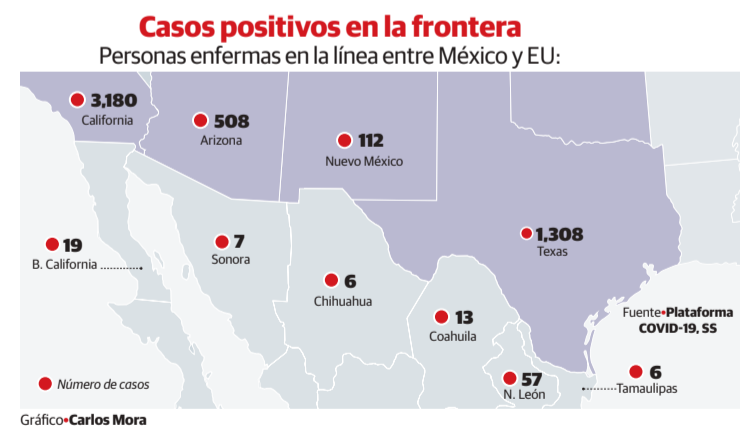 Casos positivos en la frontera
Personas enfermas en la línea entre México y EU:
3,180
California
508
Arizona
112
Nuevo México
1,308
Texas
19
B. California
7
Sonora
6
Chihuahua
13
Coahuila
57
N. León
6
Tamaulipas
Fuente•Plataforma
COVID-19, SS
Número de casos
Gráfico•Carlos Mora